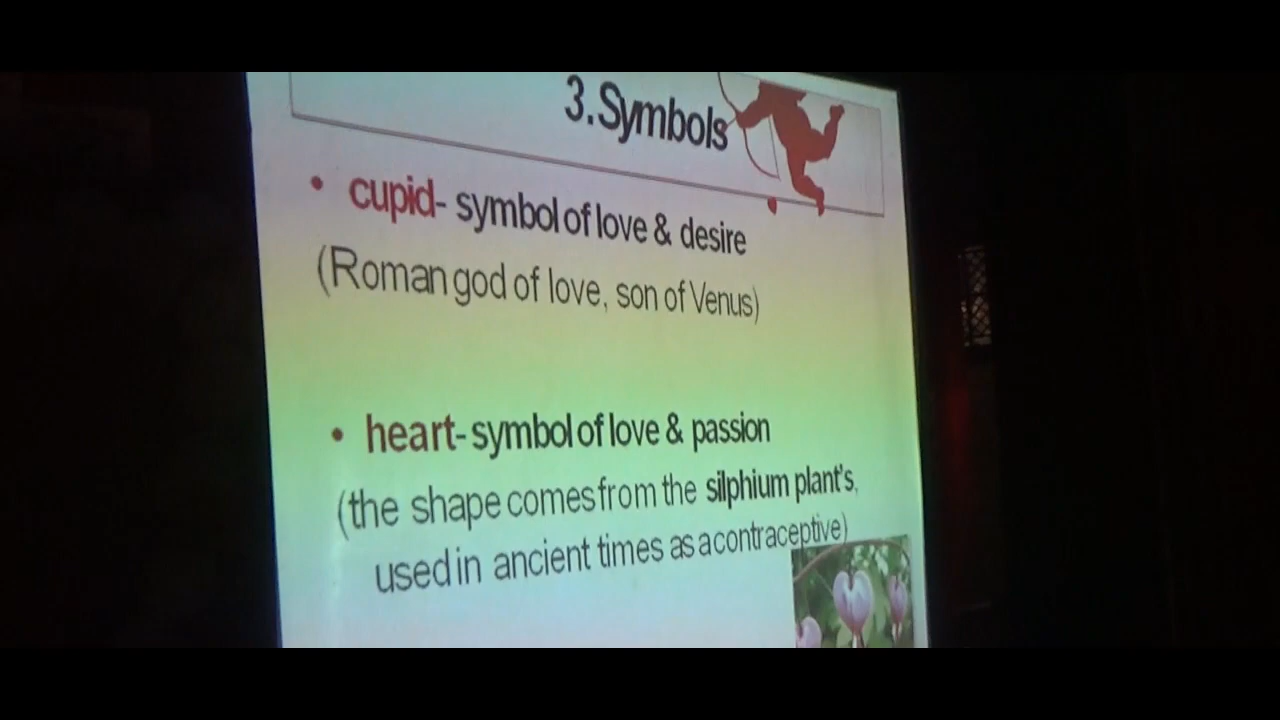 3.Symbols
• cupid- symbol of love & desire
(Roman god of love, son of Venus)
• heart- symbol of love & passion
(the shape comes from the silphium plant's,
used in ancient times as a contraceptive)